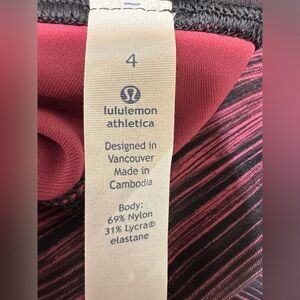 4
lululemon
athletica
Designed in
Vancouver
Made in
Cambodia
Body:
69% Nylon
31% Lycra®
elastane